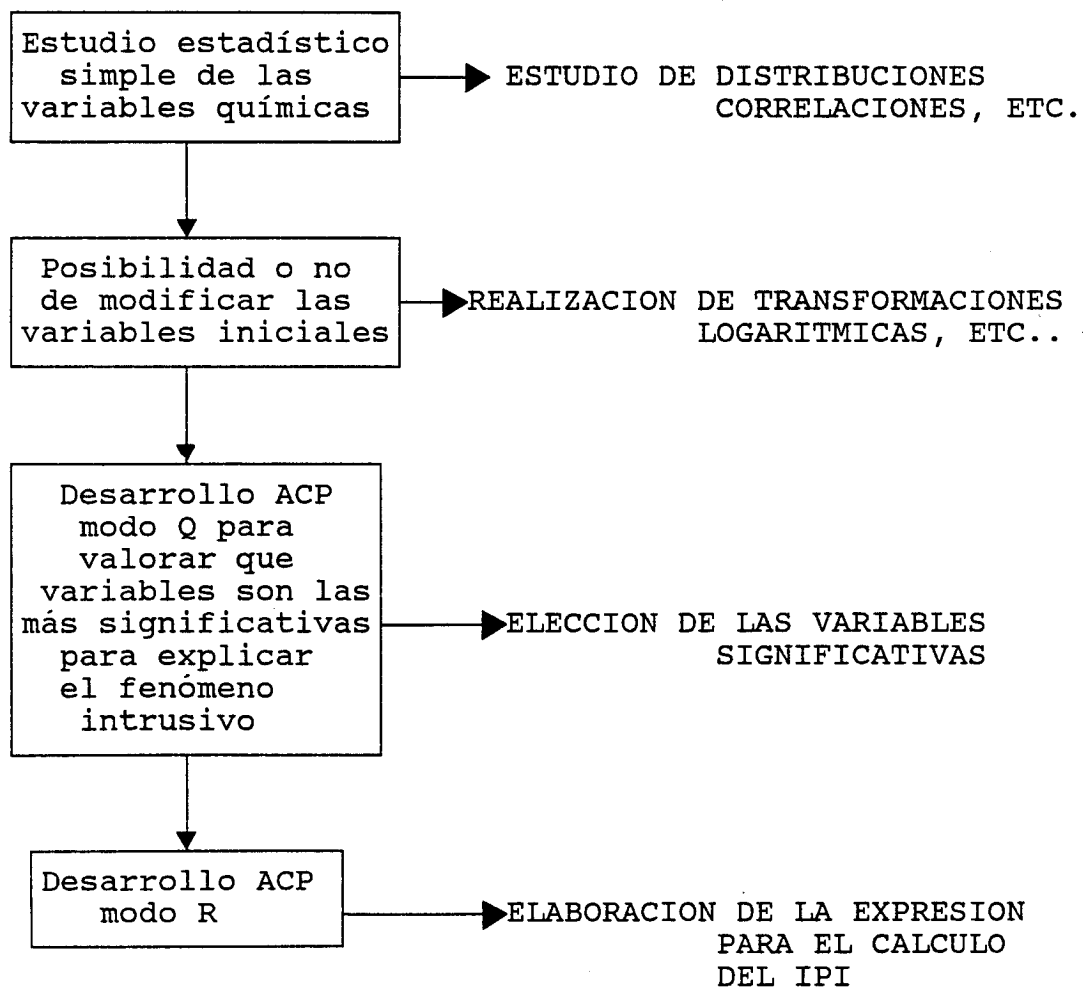 Estudio estadístico
simple de las
variables químicas
ESTUDIO DE DISTRIBUCIONES
CORRELACIONES, ETC.
Posibilidad o no
de modificar las
variables iniciales
REALIZACION DE TRANSFORMACIONES
LOGARITMICAS, ETC..
Desarrollo ACP
modo Q para
valorar que
variables son las
más significativas
para explicar
el fenómeno
intrusivo
ELECCION DE LAS VARIABLES
SIGNIFICATIVAS
Desarrollo ACP
modo R
ELABORACION DE LA EXPRESION
PARA EL CALCULO
DEL IPI